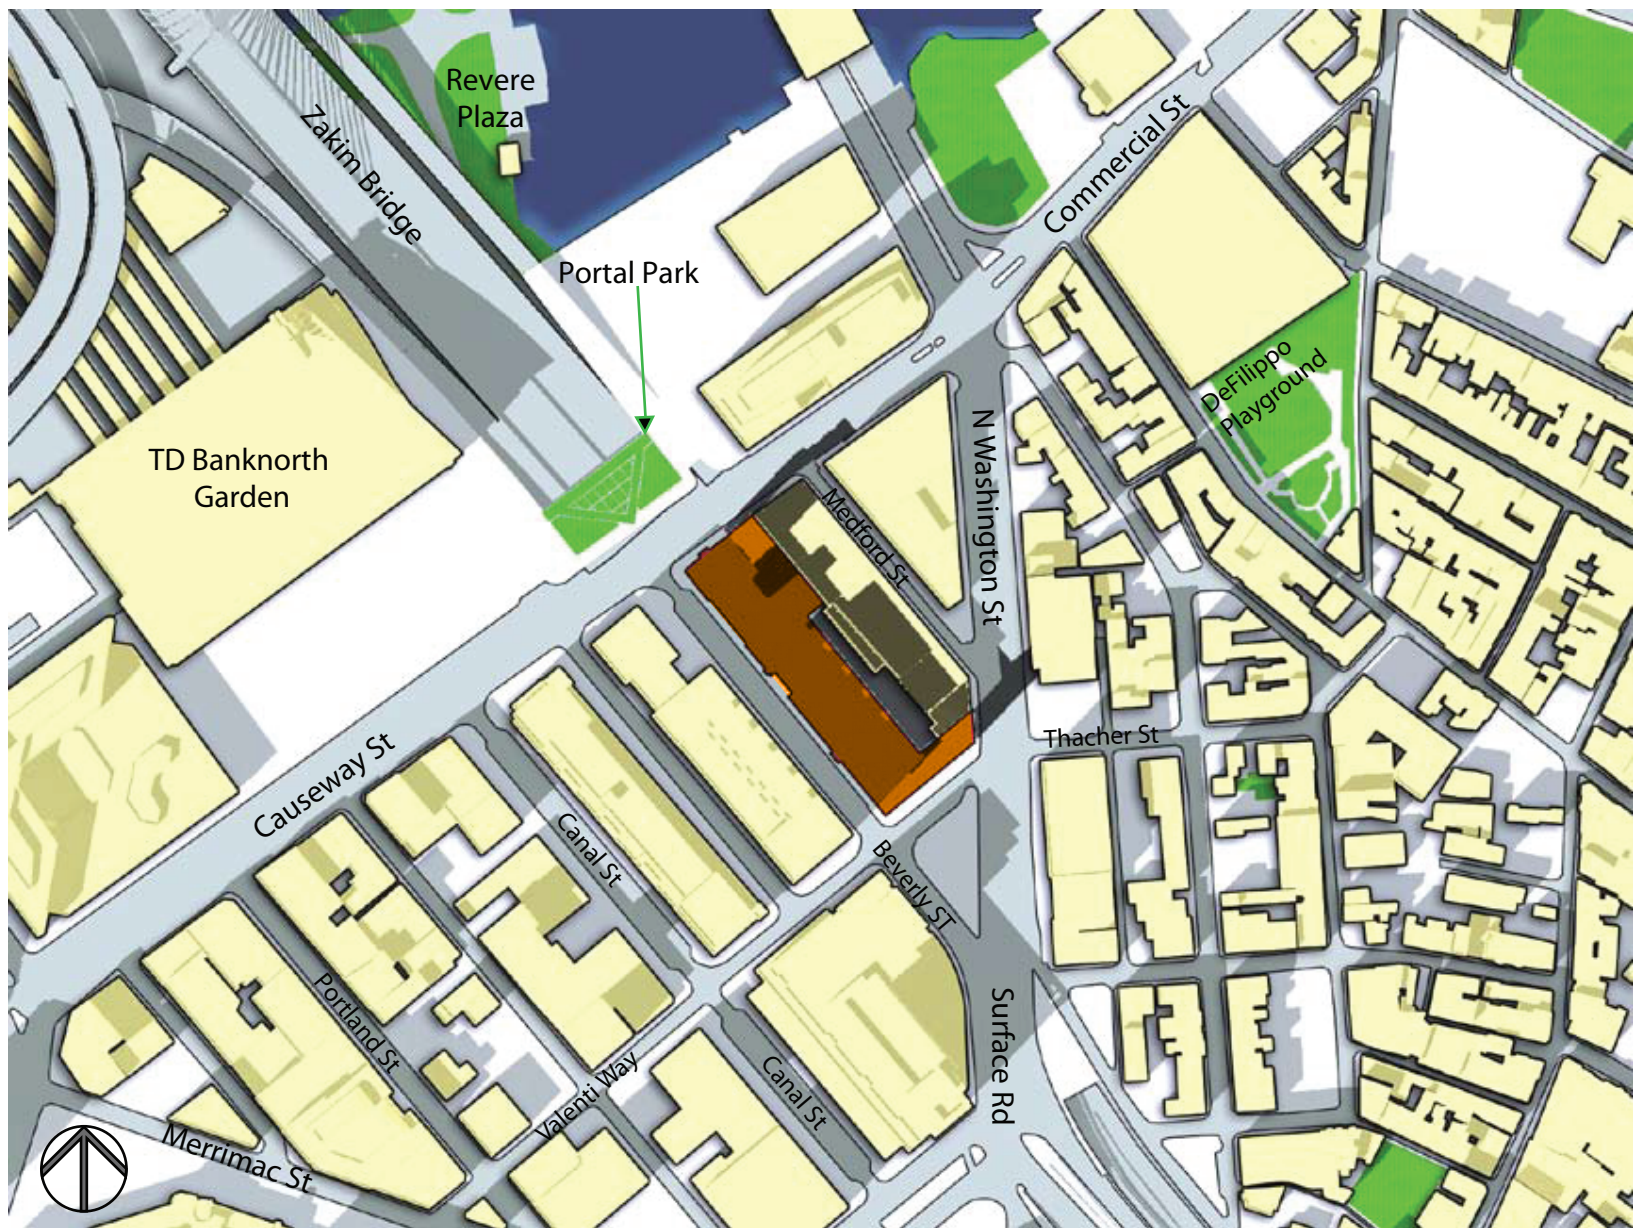 Revere
Plaza
Zakim Bridge
Commercial St
Portal Park
DeFilippo
Playground
N Washington St
TD Banknorth
Garden
Medford St
Thacher St
Causeway St
Canal St
Beverly ST
Portland St
Surface Rd
Valenti Way
Canal St
Merrimac St